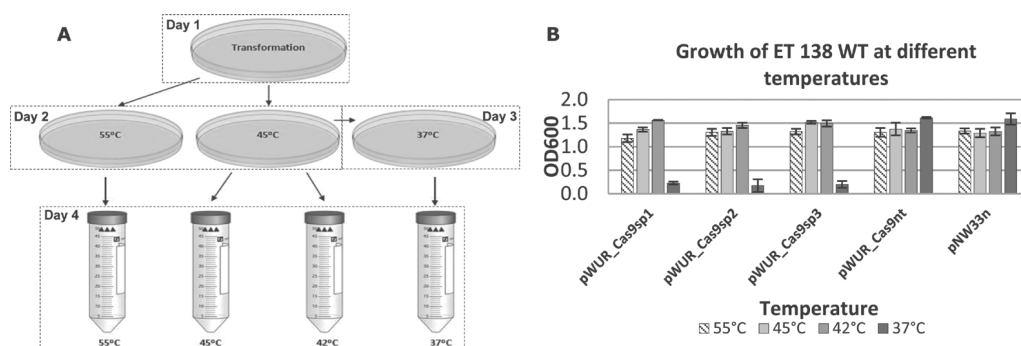 A
Day 1
Transformation
Day 2
55ºC
45ºC
37ºC
Day 3
Day 4
55ºC
45ºC
42ºC
37ºC
B
Growth of ET 138 WT at different
temperatures
OD600
2.0
1.5
1.0
0.5
0.0
pWUR_Cas9sp1
pWUR_Cas9sp2
pWUR_Cas9sp3
pWUR_Cas9nt
pNW33n
Temperature
55°C 45°C 42°C 37°C